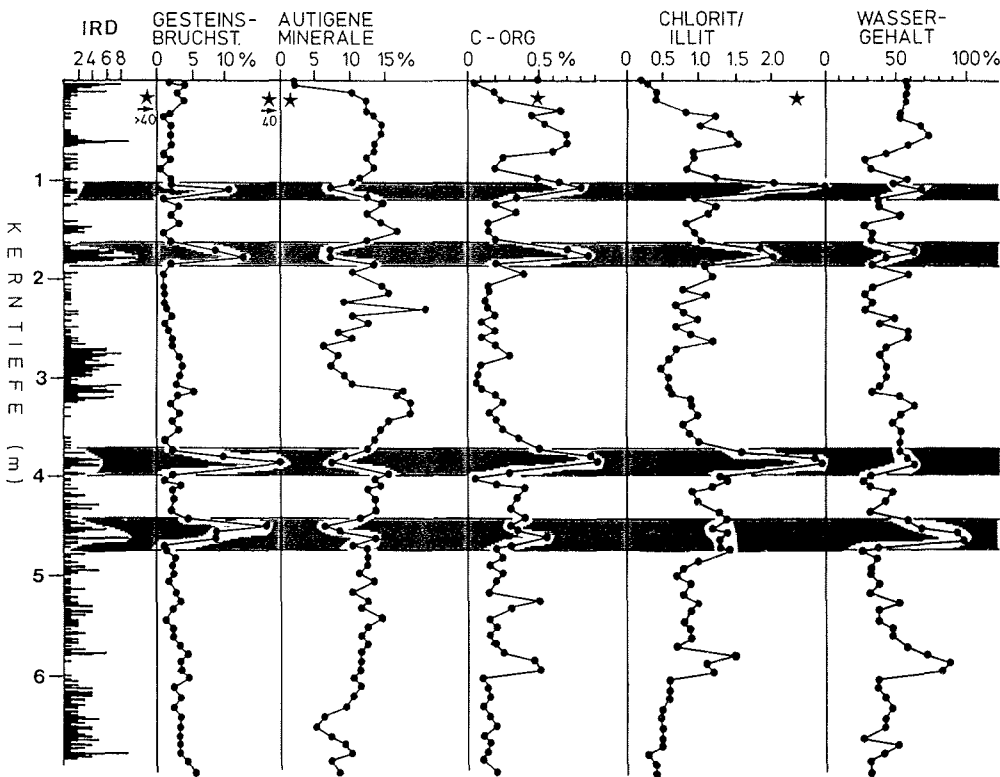 IRD
2 4 6 8
GESTEINS-
BRUCHST.
0 5 10 %
AUTIGENE
MINERALE
0 5 10 15 %
C-ORG
0 0.5 %
CHLORIT/
ILLIT
0 0.5 1.0 1.5 2.0
WASSER-
GEHALT
0 50 100 %
>40
40
KERNTIEFE (m)
1
2
3
4
5
6